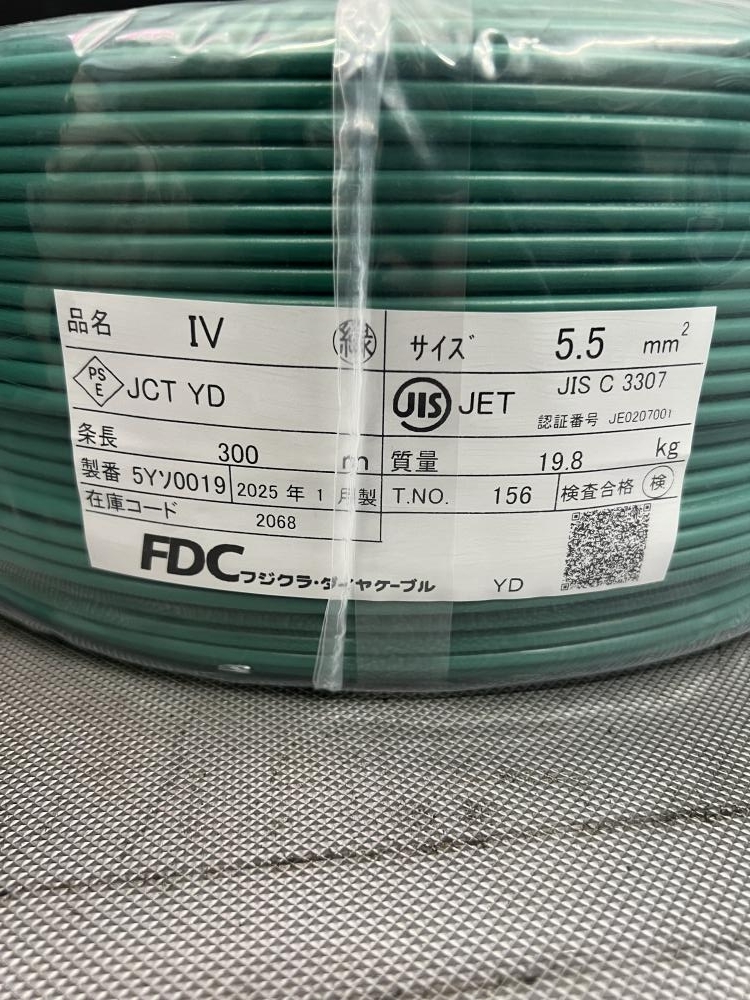 品名 IV 緑 サイズ 5.5 mm²
PS E JCT YD JIS JET JIS C 3307
認証番号 JE0207001
条長 300 m 質量 19.8 kg
製番 5Yソ0019 2025 年 1 月製 T.NO. 156 検査合格 検
在庫コード 2068
FDC フジクラ・ダイヤケーブル YD